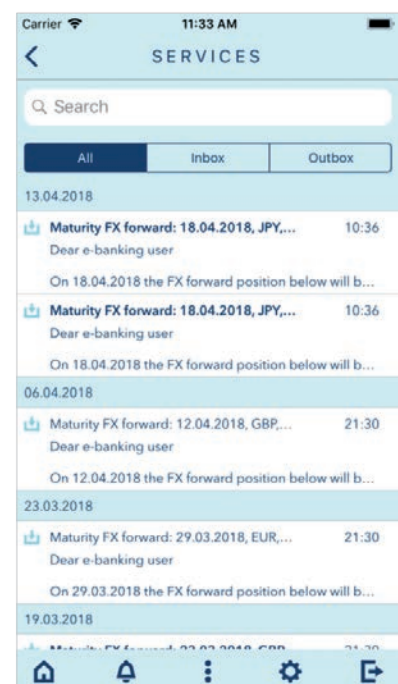 Carrier 11:33 AM
SERVICES
Search
All Inbox Outbox
13.04.2018
Maturity FX forward: 18.04.2018, JPY,... 10:36
Dear e-banking user
On 18.04.2018 the FX forward position below will b...
Maturity FX forward: 18.04.2018, JPY,... 10:36
Dear e-banking user
On 18.04.2018 the FX forward position below will b...
06.04.2018
Maturity FX forward: 12.04.2018, GBP,... 21:30
Dear e-banking user
On 12.04.2018 the FX forward position below will b...
23.03.2018
Maturity FX forward: 29.03.2018, EUR,... 21:30
Dear e-banking user
On 29.03.2018 the FX forward position below will b...
19.03.2018